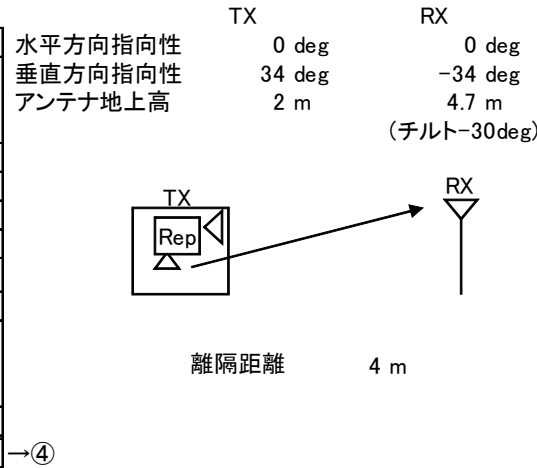 TX RX
水平方向指向性 0 deg 0 deg
垂直方向指向性 34 deg -34 deg
アンテナ地上高 2 m 4.7 m
(チルト-30deg)
TX RX
Rep
離隔距離 4 m
→④